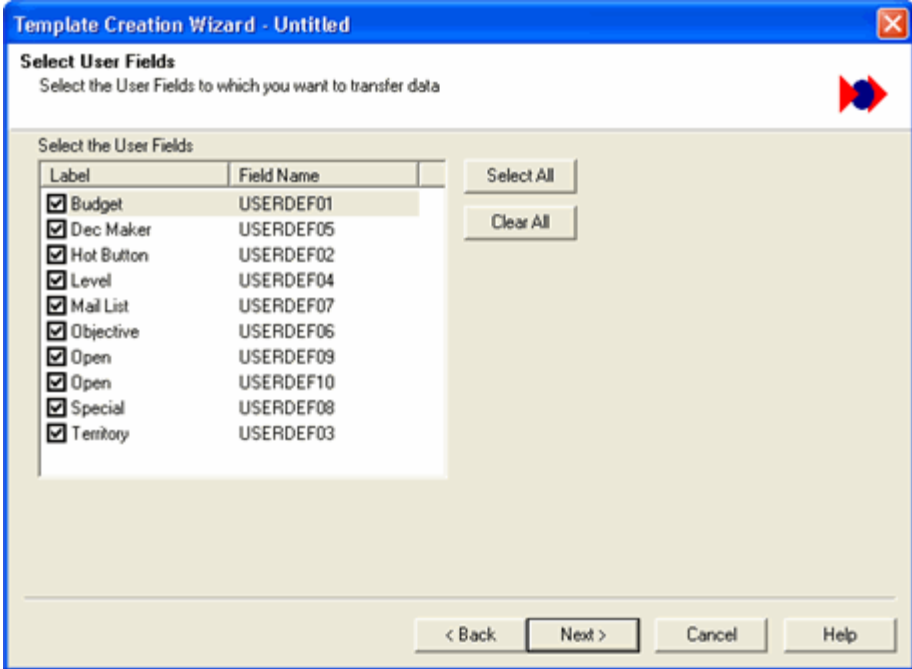 Template Creation Wizard - Untitled
Select User Fields
Select the User Fields to which you want to transfer data
Select the User Fields
Label Field Name
Budget USERDEF01
Dec Maker USERDEF05
Hot Button USERDEF02
Level USERDEF04
Mail List USERDEF07
Objective USERDEF06
Open USERDEF09
Open USERDEF10
Special USERDEF08
Territory USERDEF03
Select All
Clear All
< Back Next > Cancel Help